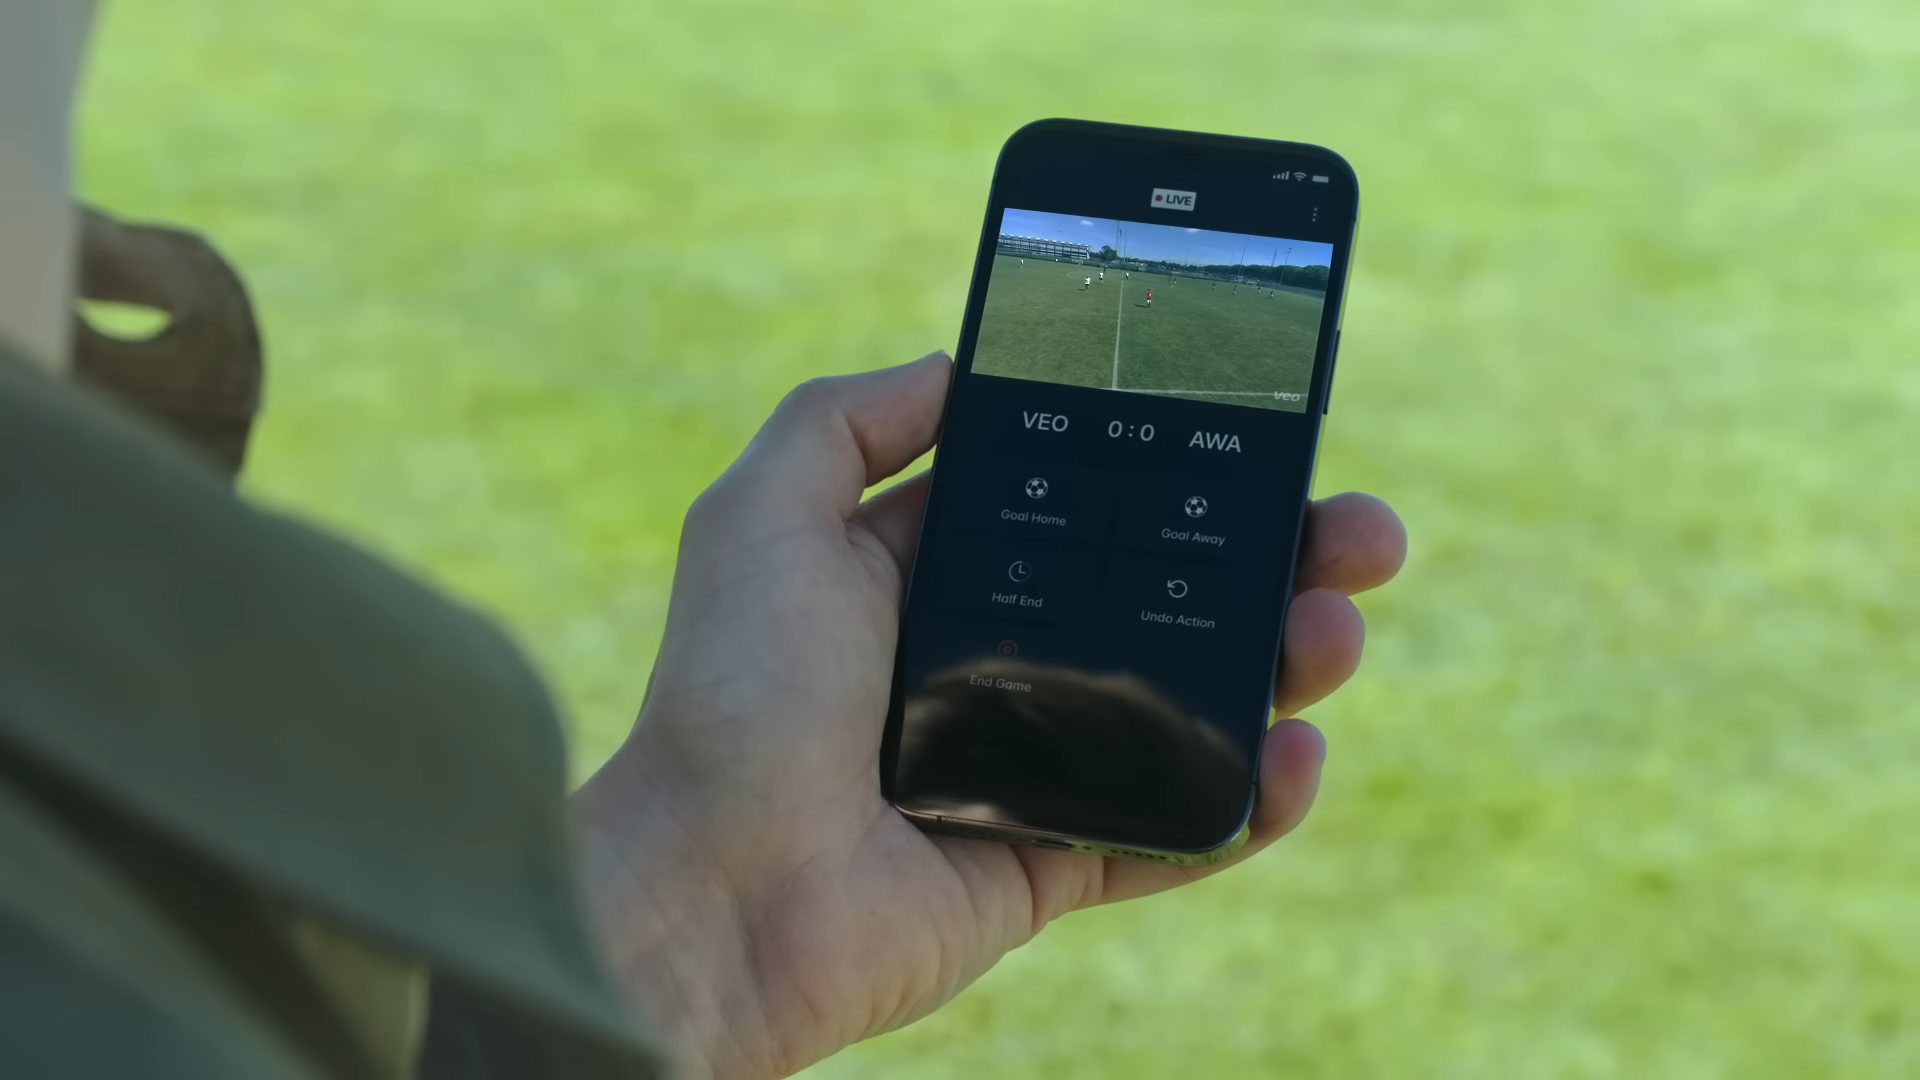 LIVE
veo
VEO 0:0 AWA
Goal Home
Goal Away
Half End
Undo Action
End Game